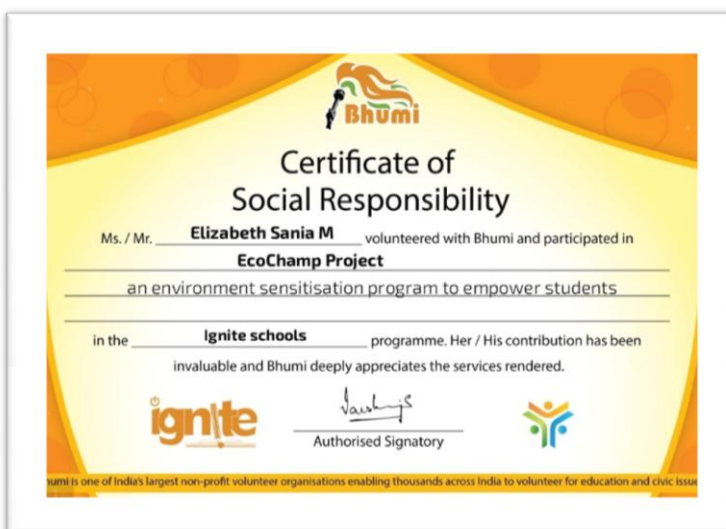 Bhumi
Certificate of
Social Responsibility
Ms. / Mr. Elizabeth Sania M volunteered with Bhumi and participated in
EcoChamp Project
an environment sensitisation program to empower students
in the Ignite schools programme. Her / His contribution has been
invaluable and Bhumi deeply appreciates the services rendered.
ignite
Authorised Signatory
humi is one of India's largest non-profit volunteer organisations enabling thousands across India to volunteer for education and civic issue